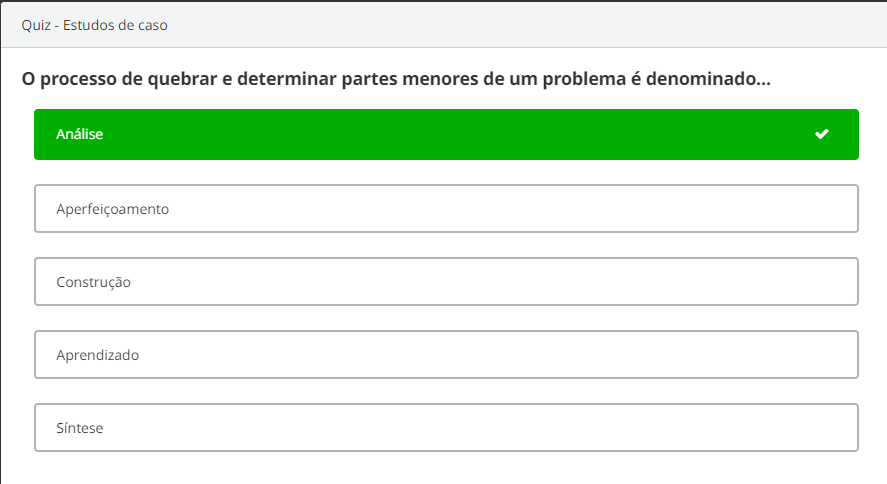 Quiz - Estudos de caso
O processo de quebrar e determinar partes menores de um problema é denominado...
Análise
Aperfeiçoamento
Construção
Aprendizado
Síntese